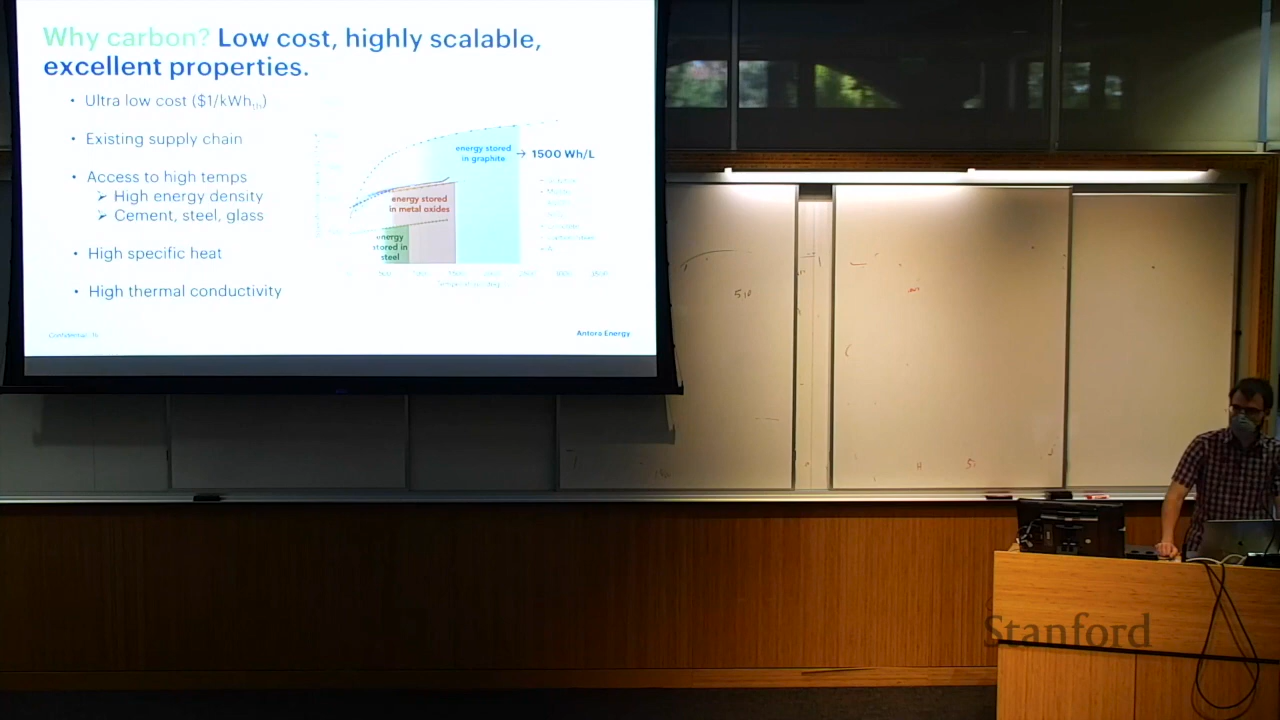 Why carbon? Low cost, highly scalable,
excellent properties.
• Ultra low cost ($1/kWhth)
• Existing supply chain
• Access to high temps
➢ High energy density
➢ Cement, steel, glass
• High specific heat
• High thermal conductivity
energy stored
in graphite
→ 1500 Wh/L
energy stored
in metal oxides
energy
stored in
steel
Antora Energy
Stanford